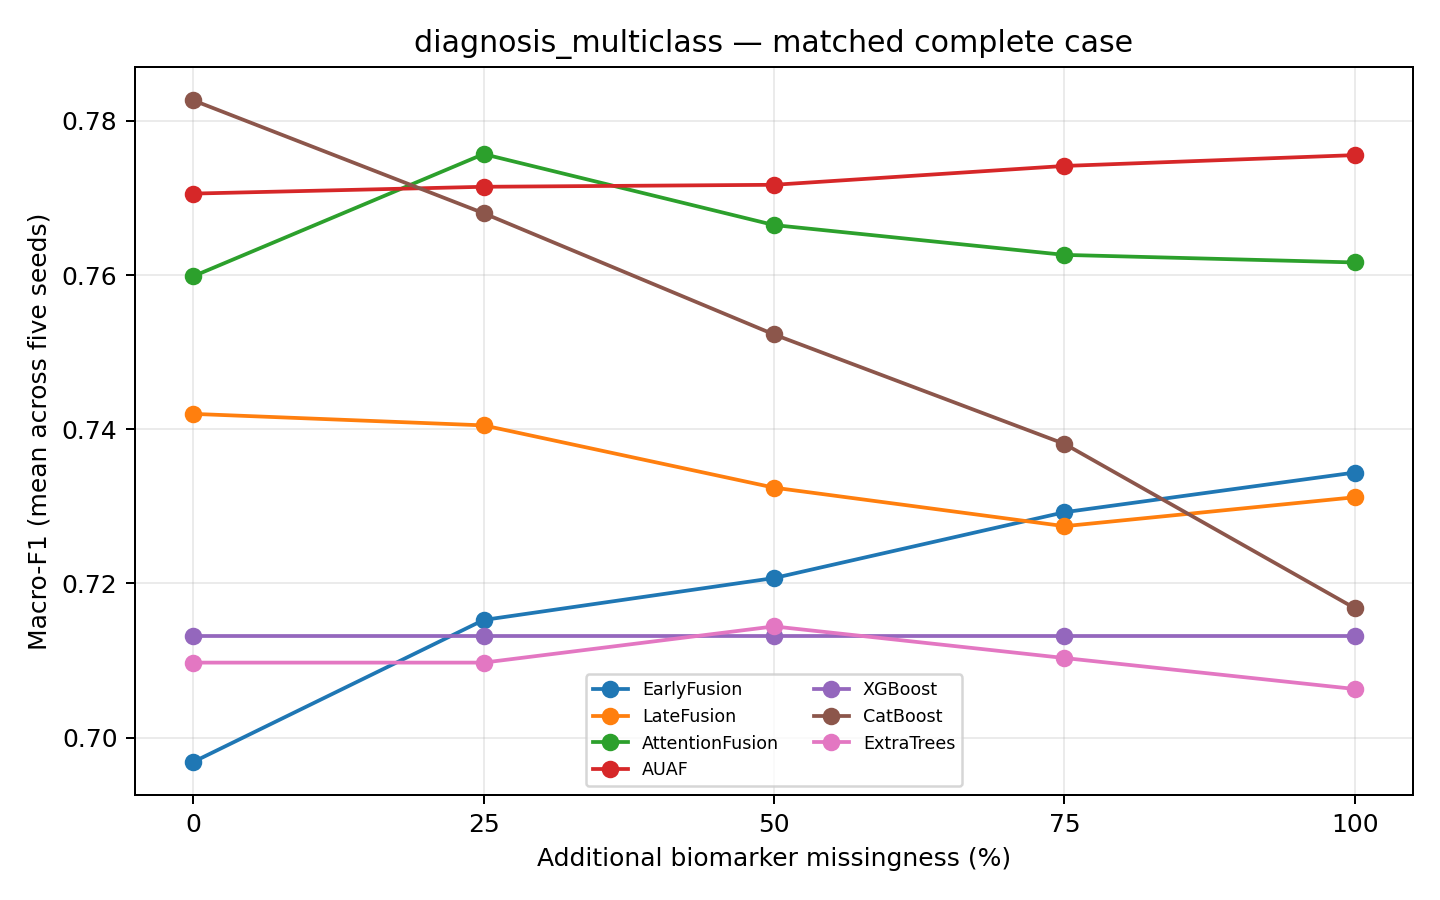 diagnosis_multiclass — matched complete case
Macro-F1 (mean across five seeds)
0.78
0.76
0.74
0.72
0.70
0
25
50
75
100
Additional biomarker missingness (%)
EarlyFusion
LateFusion
AttentionFusion
AUAF
XGBoost
CatBoost
ExtraTrees